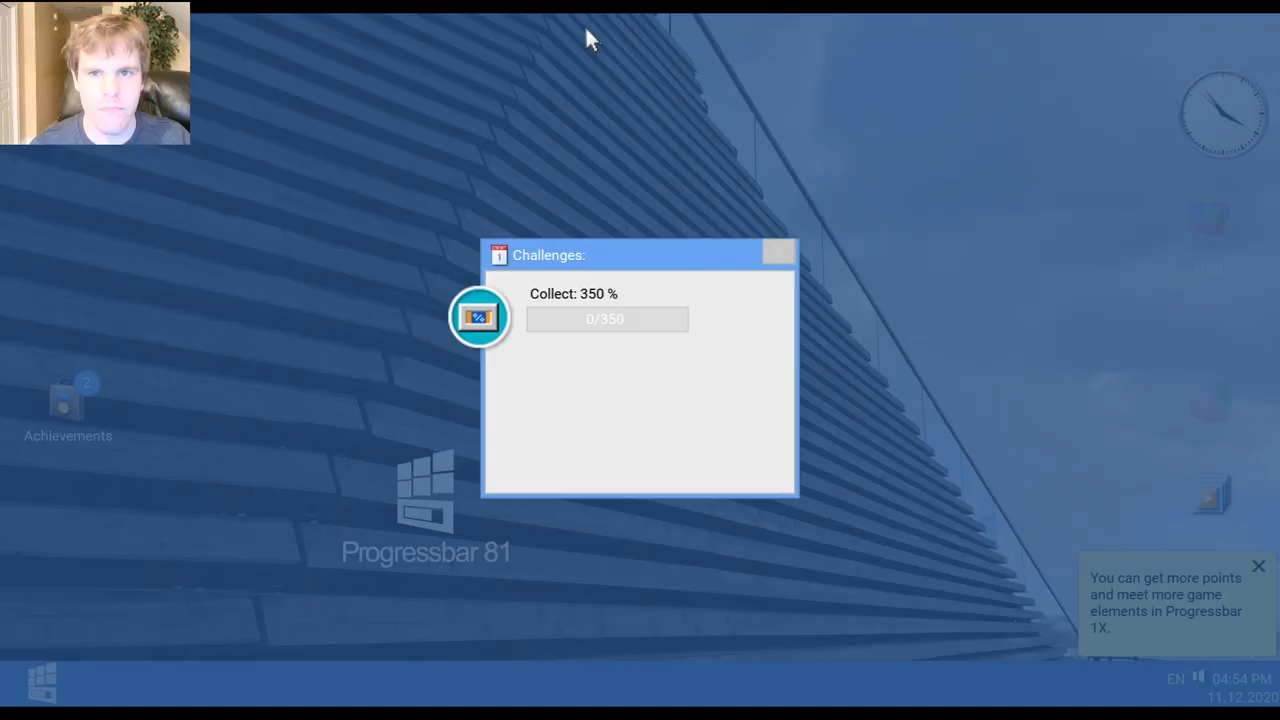 Challenges:
Collect: 350 %
0/350
2
Achievements
Progressbar 81
You can get more points
and meet more game
elements in Progressbar
1X.
EN 04:54 PM
11.12.2020